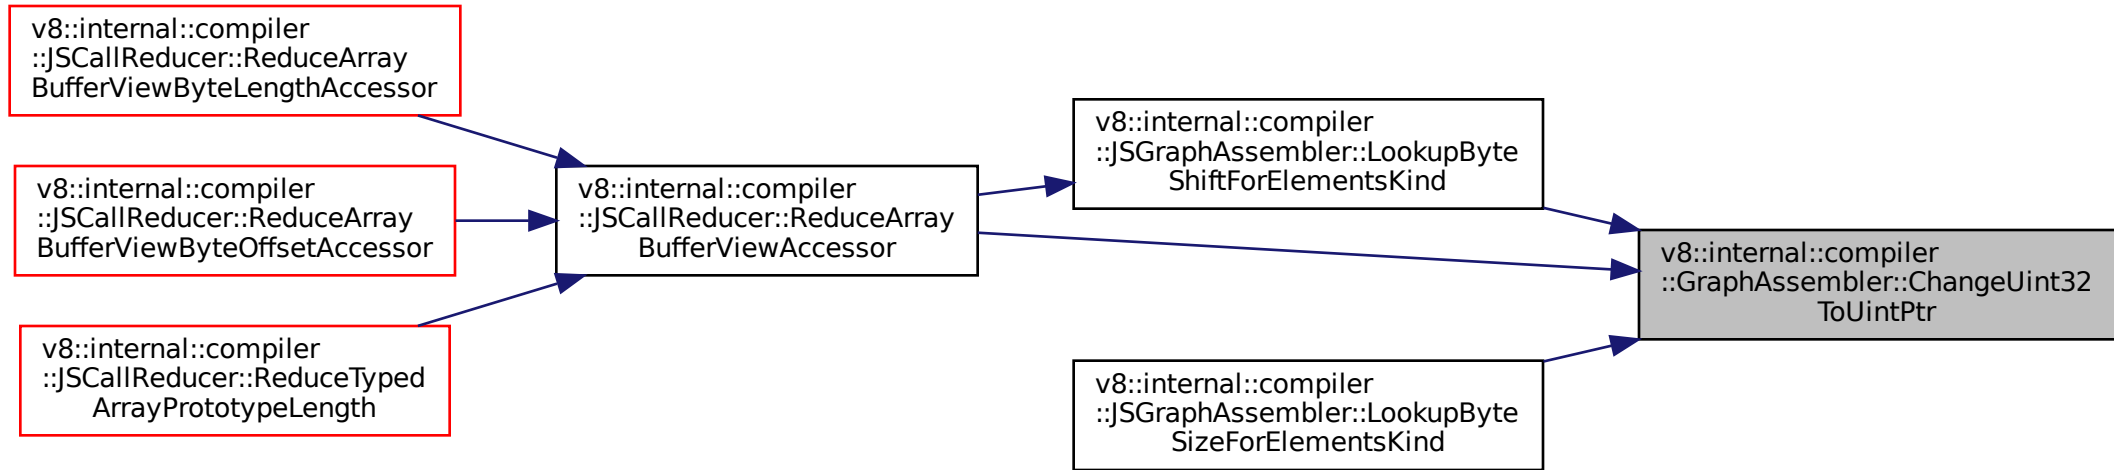 v8::internal::compiler
::JSCallReducer::ReduceArray
BufferViewByteLengthAccessor
v8::internal::compiler
::JSCallReducer::ReduceArray
BufferViewByteOffsetAccessor
v8::internal::compiler
::JSCallReducer::ReduceTyped
ArrayPrototypeLength
v8::internal::compiler
::JSCallReducer::ReduceArray
BufferViewAccessor
v8::internal::compiler
::JSGraphAssembler::LookupByte
ShiftForElementsKind
v8::internal::compiler
::JSGraphAssembler::LookupByte
SizeForElementsKind
v8::internal::compiler
::GraphAssembler::ChangeUint32
ToUintPtr